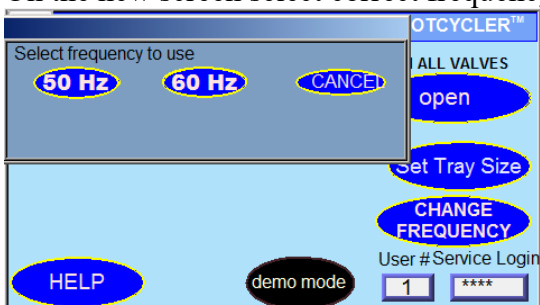 OTCYCLER™
Select frequency to use
50 Hz
60 Hz
CANCEL
ALL VALVES
open
Set Tray Size
CHANGE
FREQUENCY
User # Service Login
HELP
demo mode
1
****